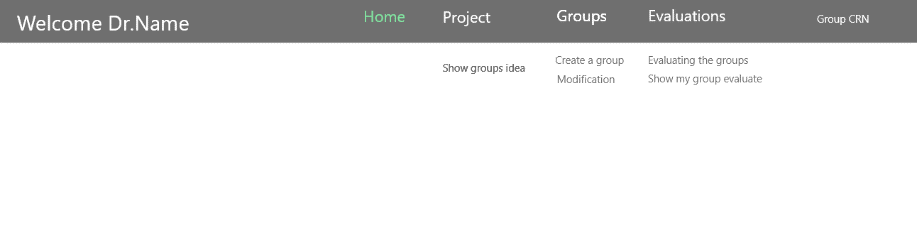 Welcome Dr.Name
Home
Project
Groups
Evaluations
Group CRN
Show groups idea
Create a group
Modification
Evaluating the groups
Show my group evaluate